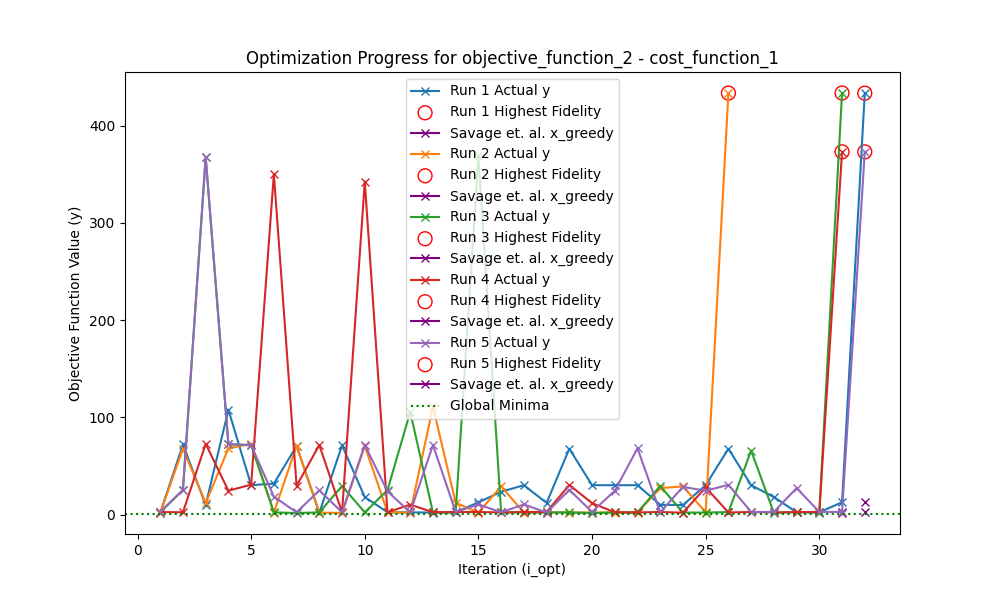 Optimization Progress for objective_function_2 - cost_function_1
Objective Function Value (y)
400
300
200
100
0
Run 1 Actual y
Run 1 Highest Fidelity
Savage et. al. x_greedy
Run 2 Actual y
Run 2 Highest Fidelity
Savage et. al. x_greedy
Run 3 Actual y
Run 3 Highest Fidelity
Savage et. al. x_greedy
Run 4 Actual y
Run 4 Highest Fidelity
Savage et. al. x_greedy
Run 5 Actual y
Run 5 Highest Fidelity
Savage et. al. x_greedy
Global Minima
0 5 10 15 20 25 30
Iteration (i_opt)